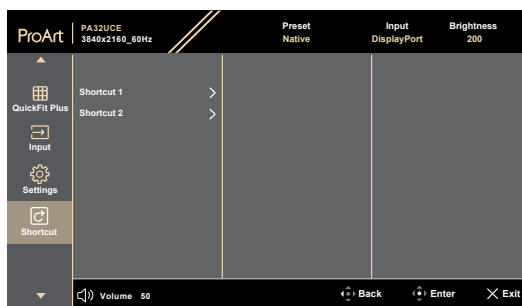 ProArt
PA32UCE
3840x2160_60Hz
Preset
Native
Input
DisplayPort
Brightness
200
QuickFit Plus
Input
Settings
Shortcut
Shortcut 1
Shortcut 2
Volume 50
Back
Enter
Exit